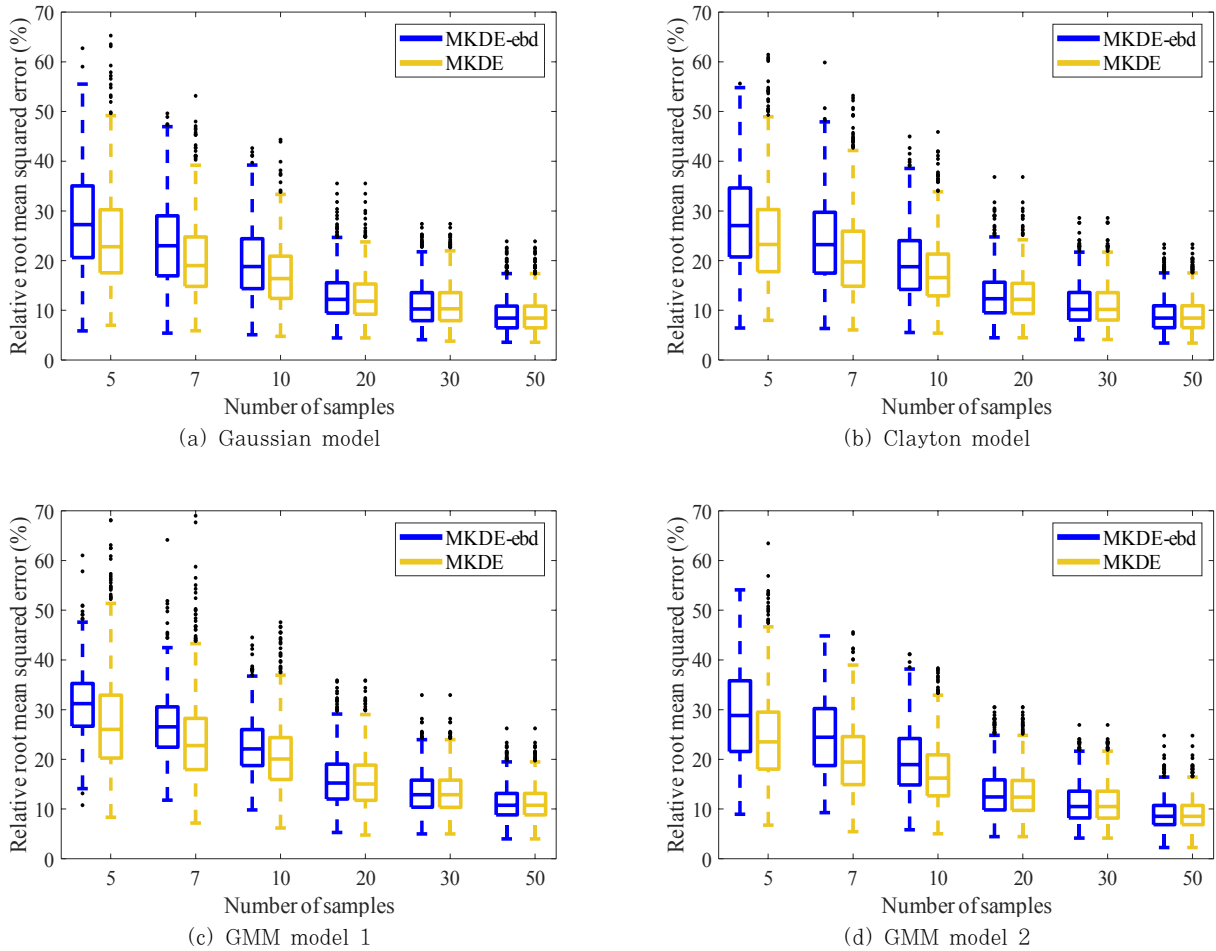 Relative root mean squared error (%)
70
60
50
40
30
20
10
0
MKDE-ebd
MKDE
5 7 10 20 30 50
Number of samples
(a) Gaussian model
Relative root mean squared error (%)
70
60
50
40
30
20
10
0
MKDE-ebd
MKDE
5 7 10 20 30 50
Number of samples
(b) Clayton model
Relative root mean squared error (%)
70
60
50
40
30
20
10
0
MKDE-ebd
MKDE
5 7 10 20 30 50
Number of samples
(c) GMM model 1
Relative root mean squared error (%)
70
60
50
40
30
20
10
0
MKDE-ebd
MKDE
5 7 10 20 30 50
Number of samples
(d) GMM model 2